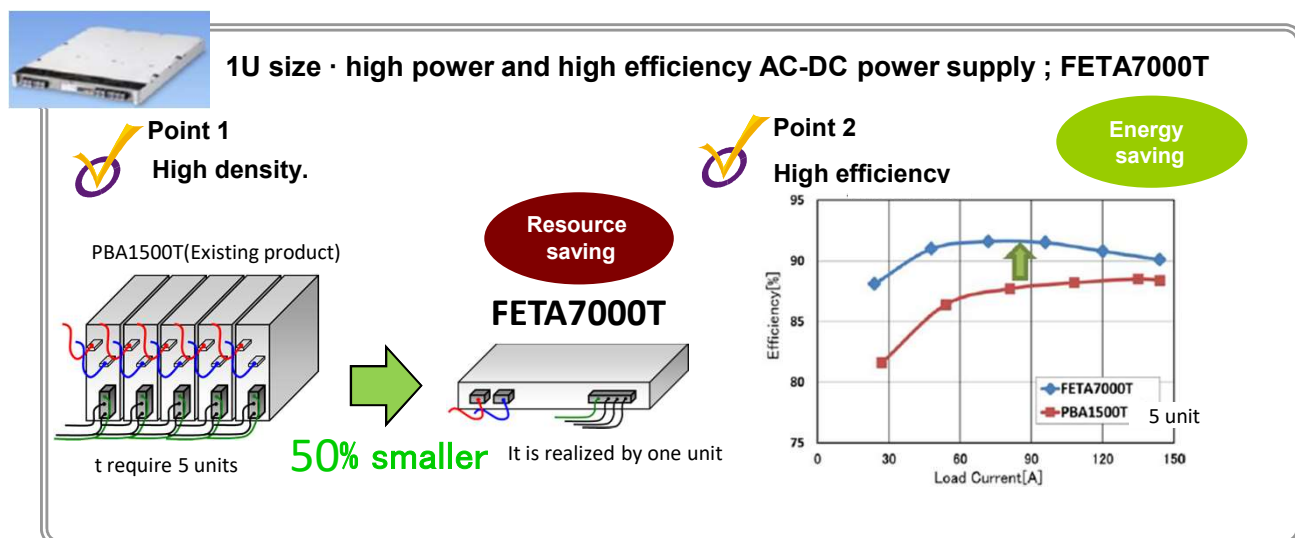 1U size · high power and high efficiency AC-DC power supply ; FETA7000T
Point 1
High density.
PBA1500T(Existing product)
t require 5 units
50% smaller
Resource
saving
FETA7000T
It is realized by one unit
Point 2
High efficiency
Energy
saving
95
90
85
80
75
Efficiency[%]
0 30 60 90 120 150
Load Current[A]
FETA7000T
PBA1500T
5 unit